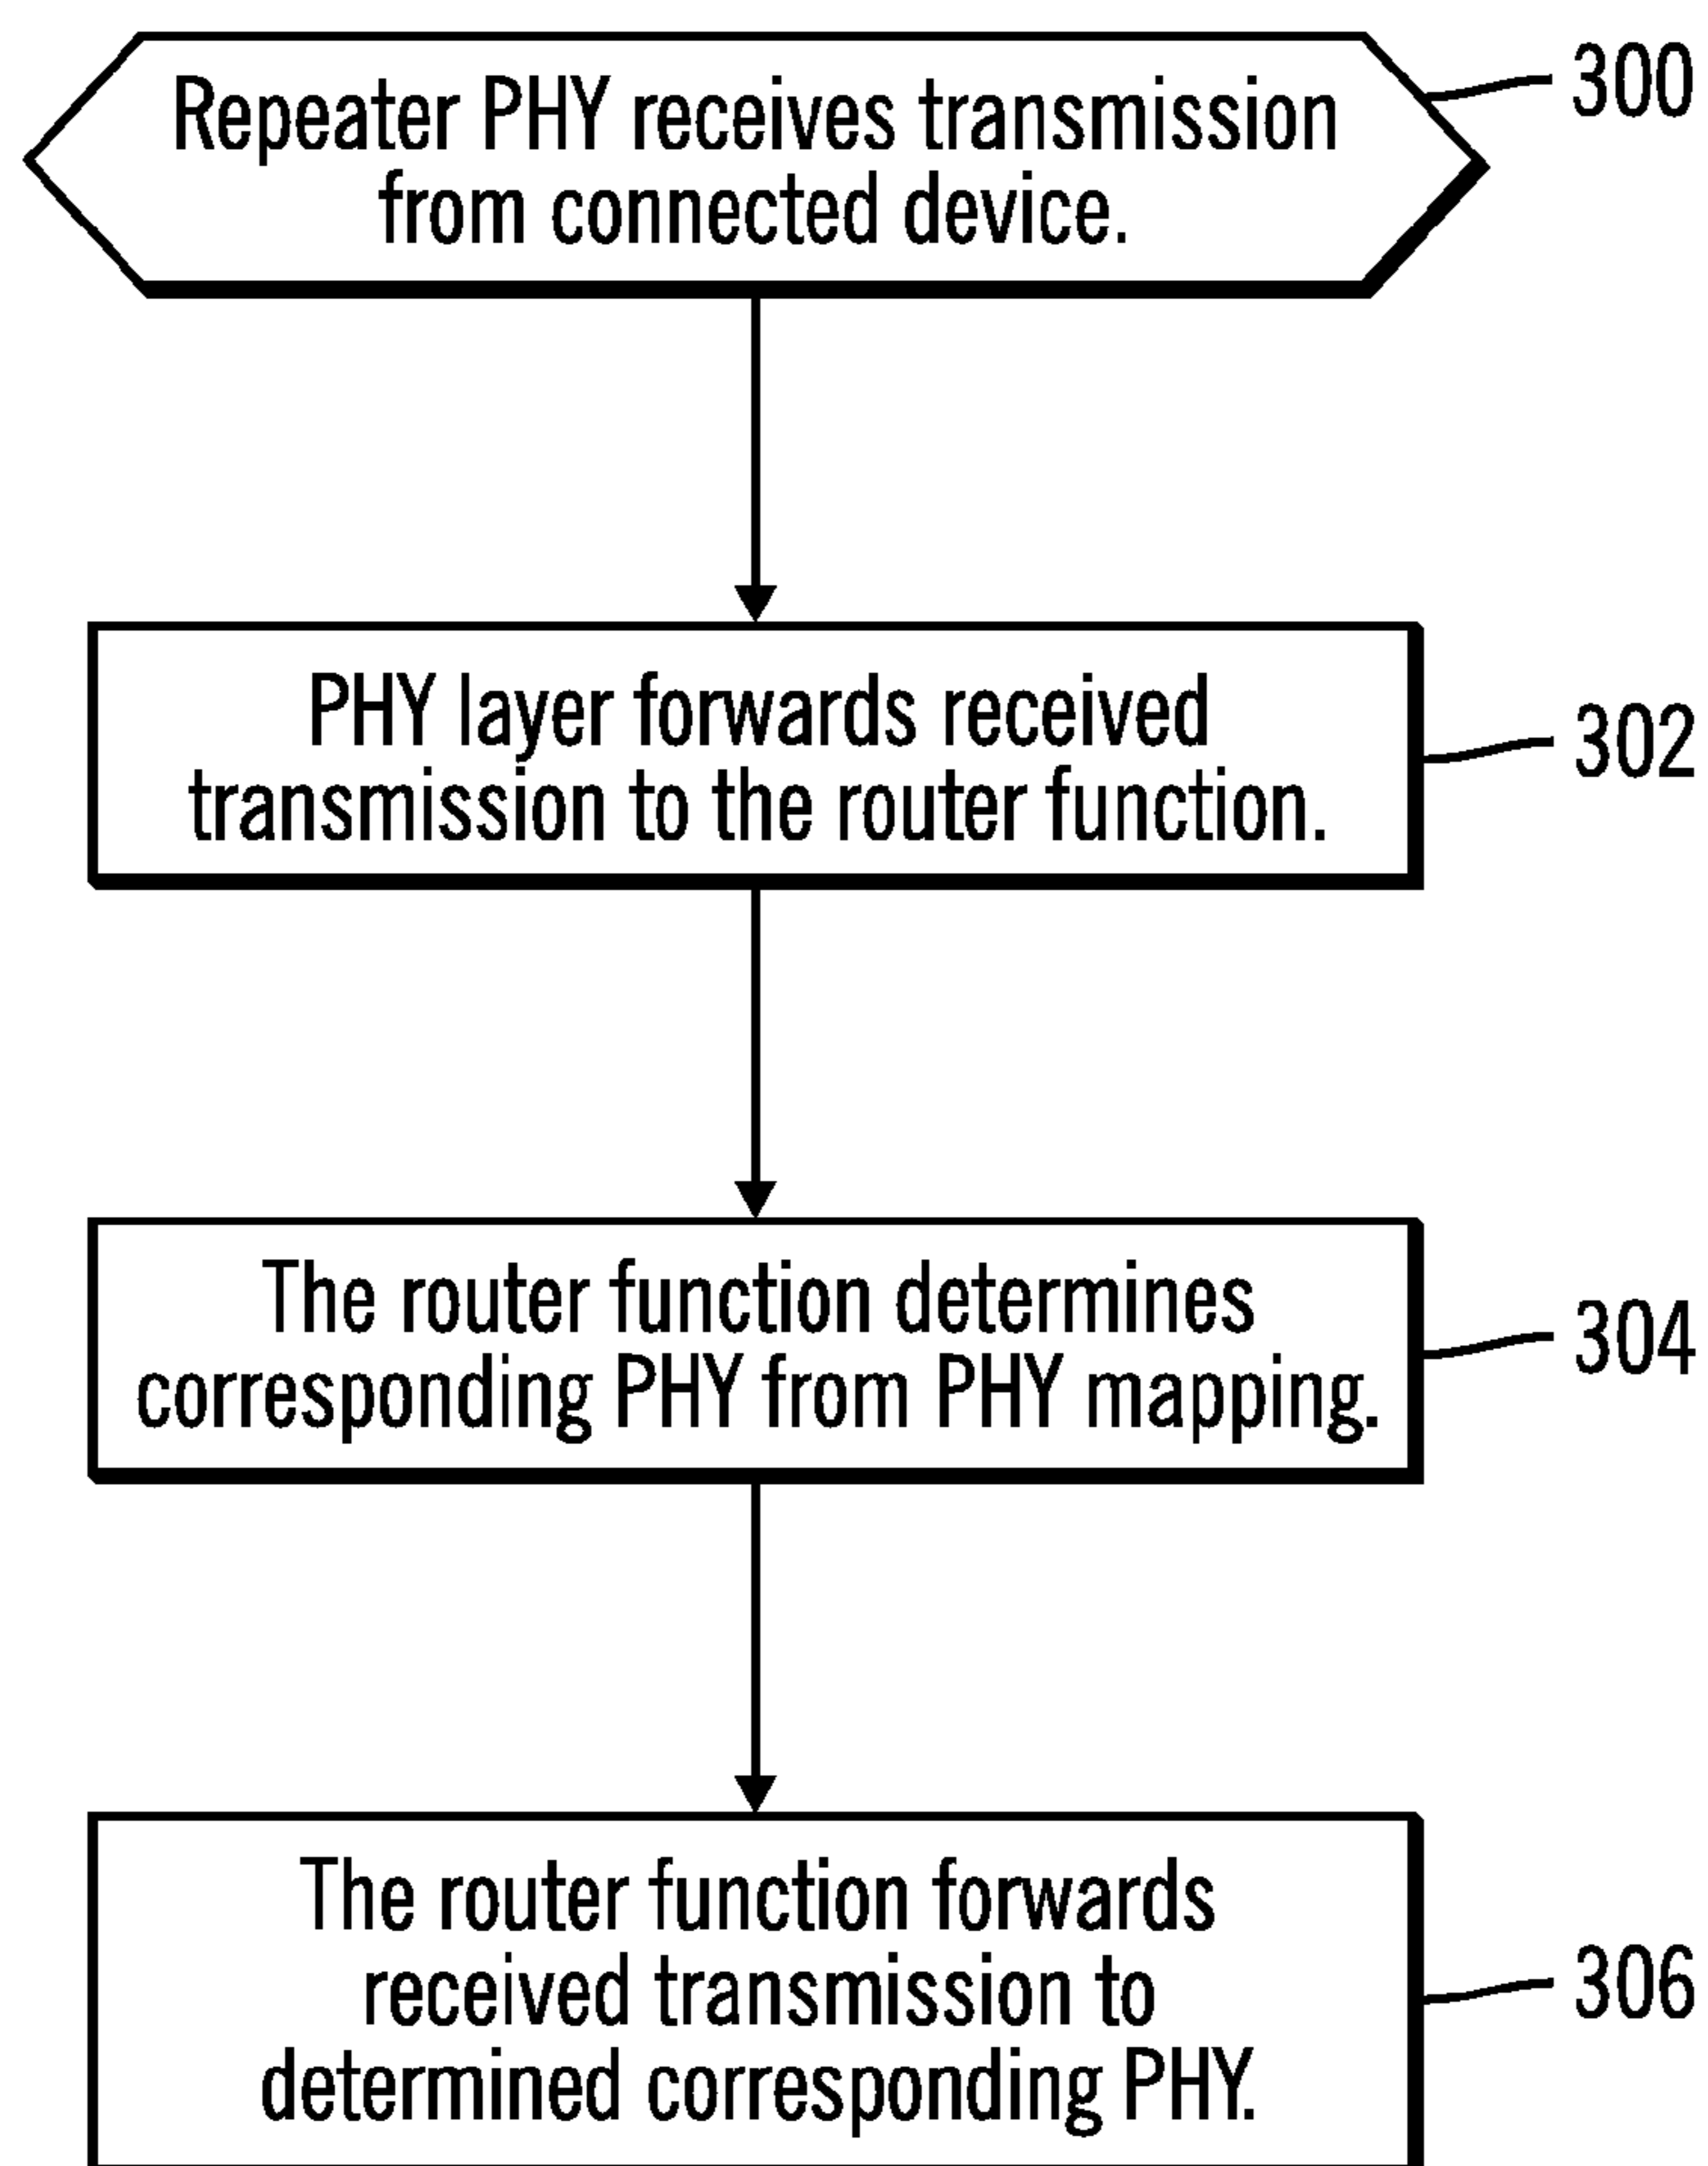 Repeater PHY receives transmission
from connected device.
300
PHY layer forwards received
transmission to the router function.
302
The router function determines
corresponding PHY from PHY mapping.
304
The router function forwards
received transmission to
determined corresponding PHY.
306